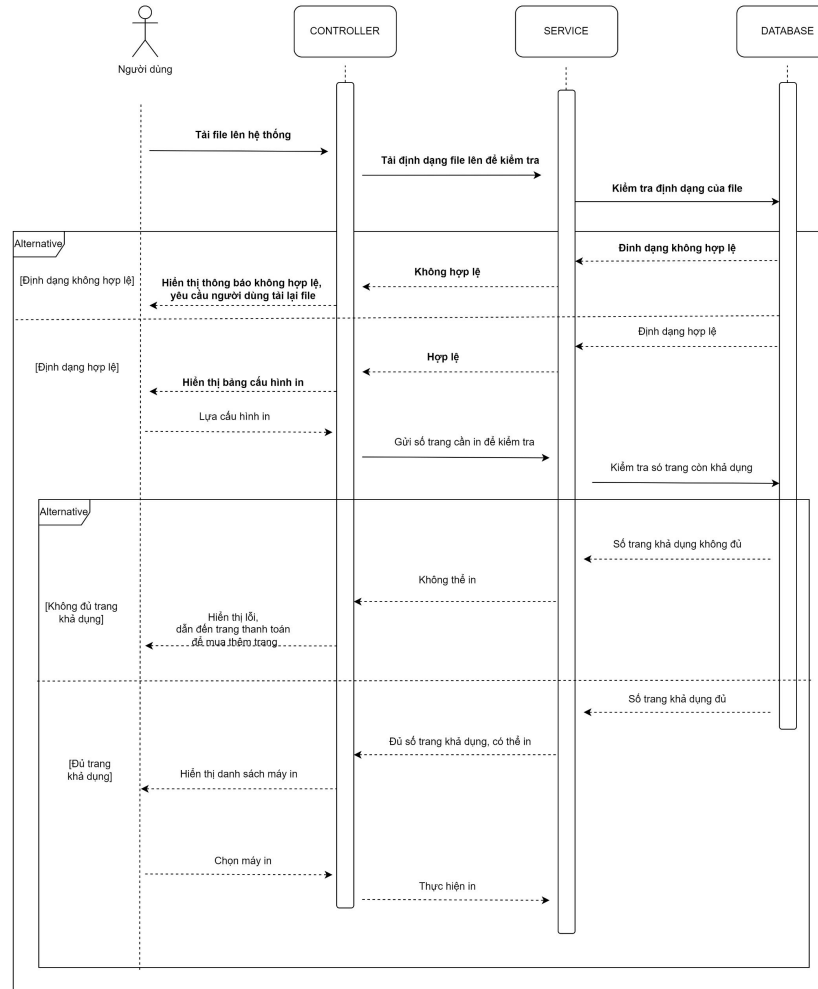 CONTROLLER
SERVICE
DATABASE
Người dùng
Tải file lên hệ thống
Tải định dạng file lên để kiểm tra
Kiểm tra định dạng của file
Alternative
Đinh dạng không hợp lệ
Không hợp lệ
[Định dạng không hợp lệ]
Hiển thị thông báo không hợp lệ,
yêu cầu người dùng tải lại file
Định dạng hợp lệ
Hợp lệ
[Định dạng hợp lệ]
Hiển thị bảng cấu hình in
Lựa cấu hình in
Gửi số trang cần in để kiểm tra
Kiểm tra só trang còn khả dụng
Alternative
Số trang khả dụng không đủ
Không thể in
[Không đủ trang
khả dụng]
Hiển thị lỗi,
dẫn đến trang thanh toán
để mua thêm trang
Số trang khả dụng đủ
Đủ số trang khả dụng, có thể in
[Đủ trang
khả dụng]
Hiển thị danh sách máy in
Chọn máy in
Thực hiện in